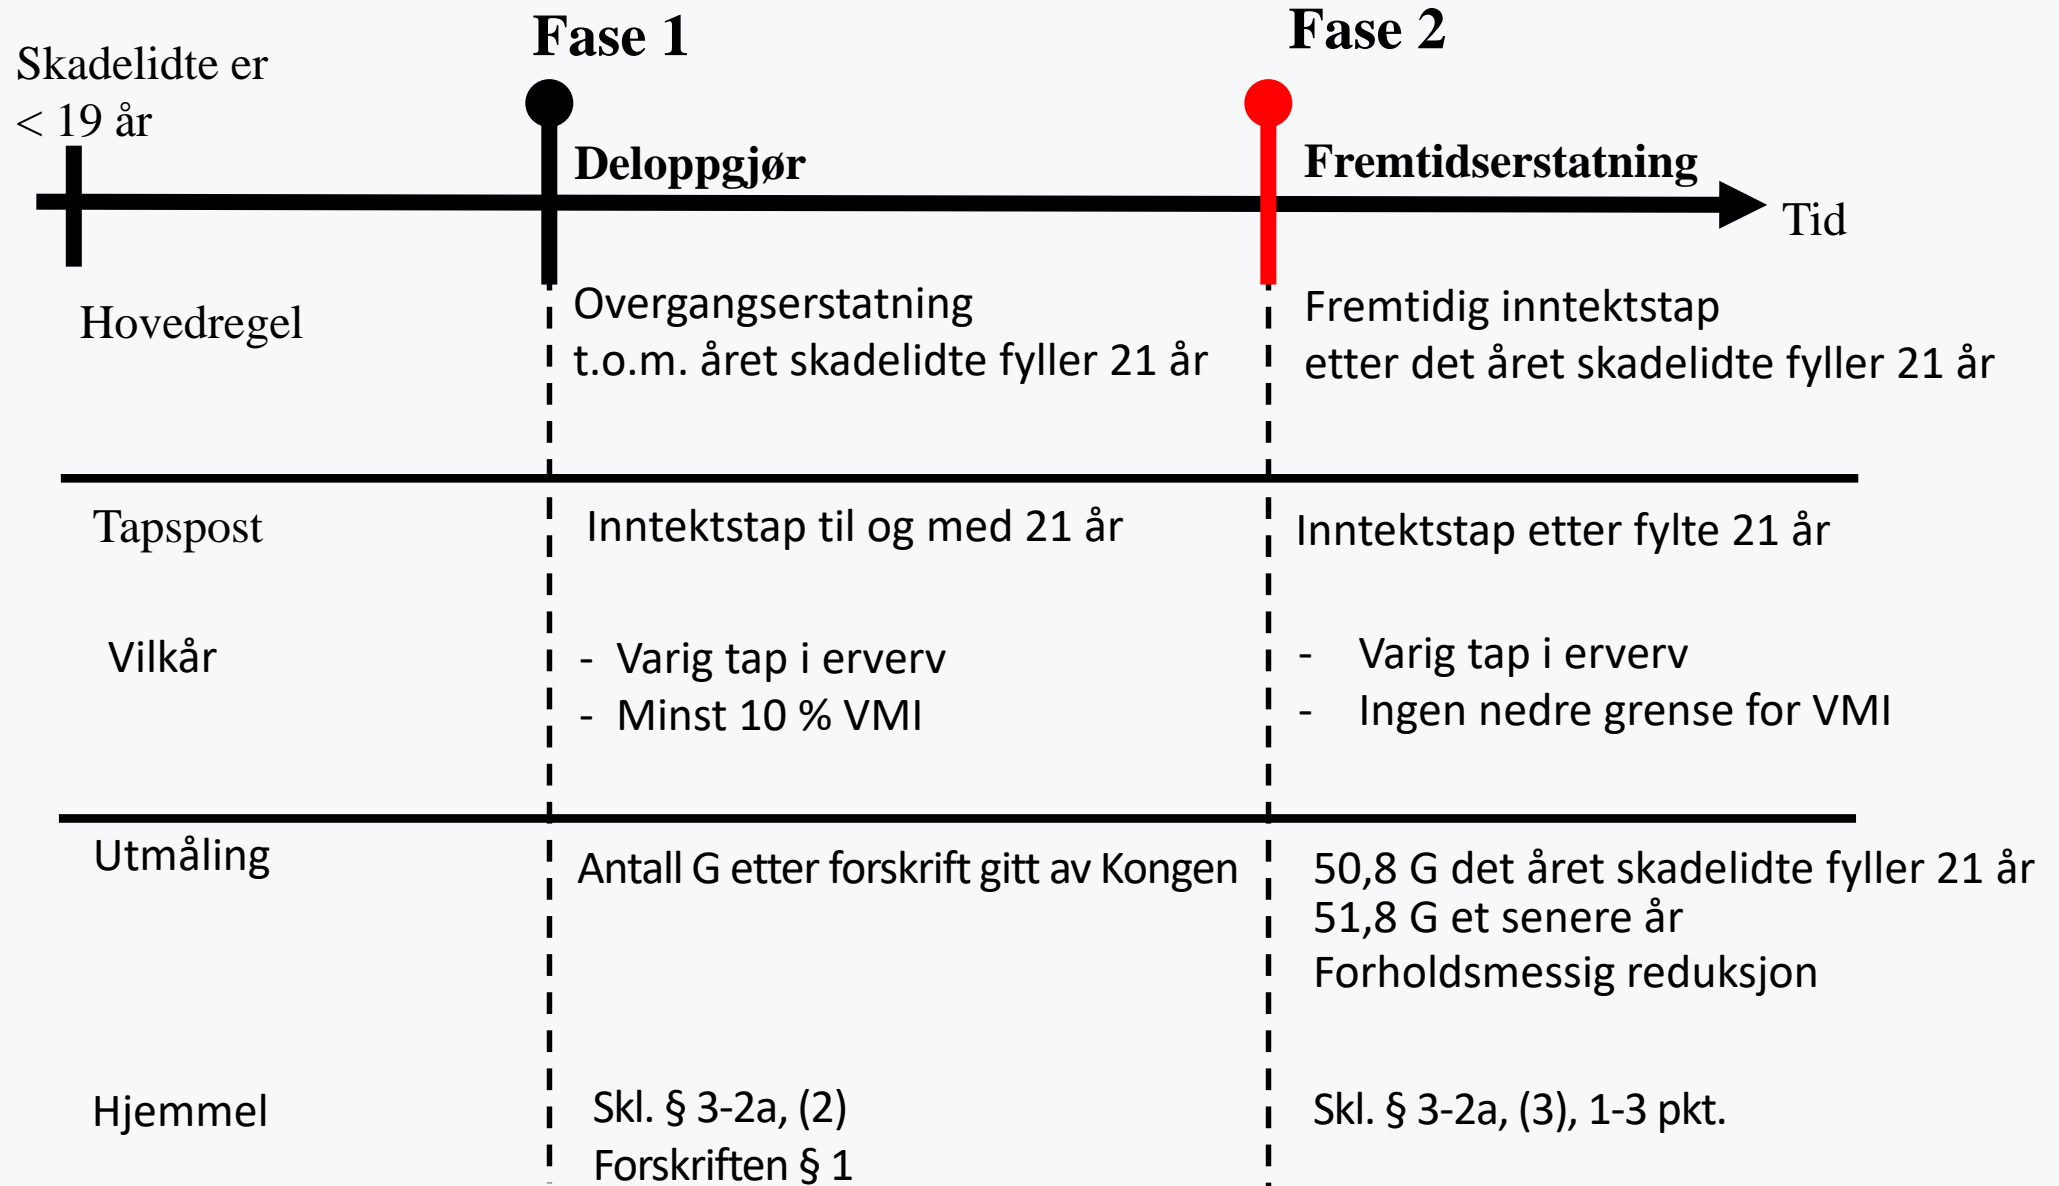 Skadelidte er
< 19 år
Fase 1
Fase 2
Deloppgjør
Fremtidserstatning
Tid
Hovedregel
Overgangserstatning
t.o.m. året skadelidte fyller 21 år
Fremtidig inntektstap
etter det året skadelidte fyller 21 år
Tapspost
Inntektstap til og med 21 år
Inntektstap etter fylte 21 år
Vilkår
- Varig tap i erverv
- Minst 10 % VMI
- Varig tap i erverv
- Ingen nedre grense for VMI
Utmåling
Antall G etter forskrift gitt av Kongen
50,8 G det året skadelidte fyller 21 år
51,8 G et senere år
Forholdsmessig reduksjon
Hjemmel
Skl. § 3-2a, (2)
Forskriften § 1
Skl. § 3-2a, (3), 1-3 pkt.